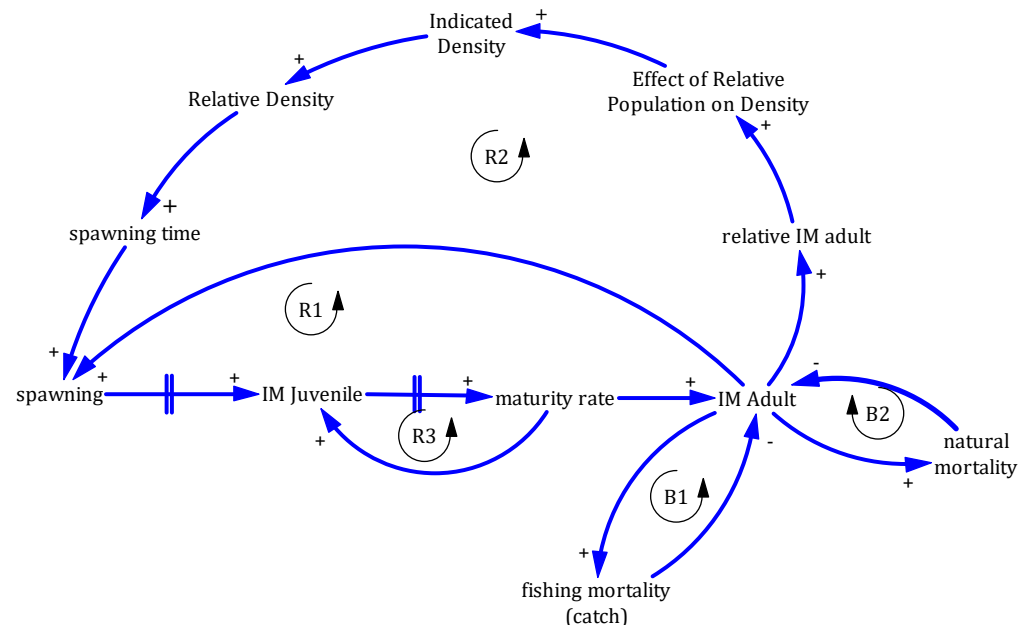 Indicated
Density
+
+
Effect of Relative
Population on Density
Relative Density
+
R2
+
spawning time
relative IM adult
+
R1
+
-
+
+
+
+
+
spawning
IM Juvenile
maturity rate
IM Adult
B2
R3
+
-
natural
mortality
+
B1
+
fishing mortality
(catch)